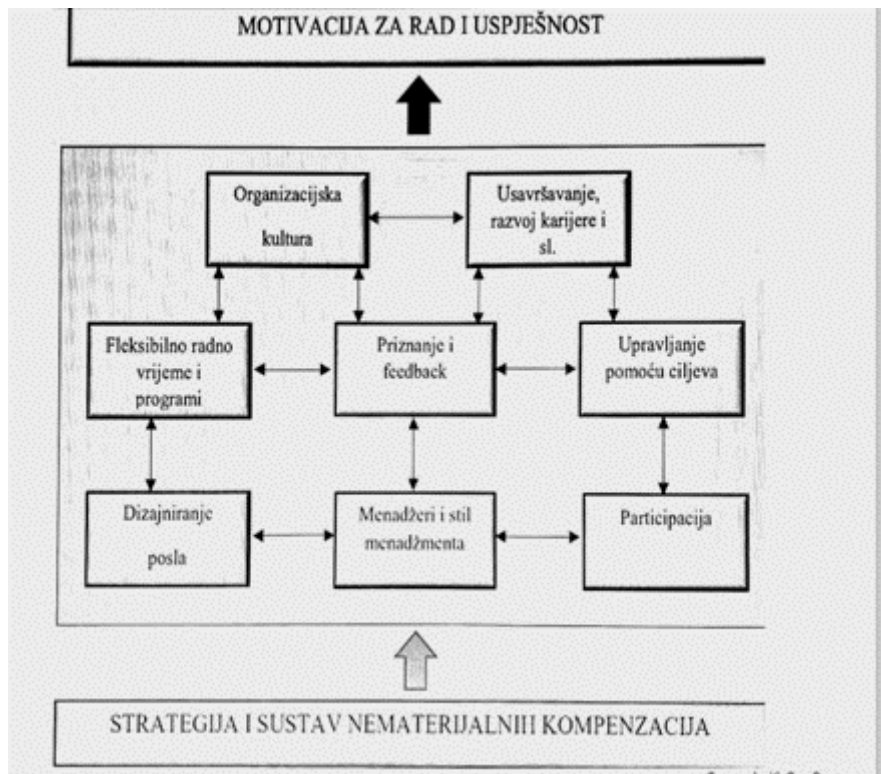 MOTIVACIJA ZA RAD I USPJEŠNOST
Organizacijska
kultura
Usavršavanje,
razvoj karijere i
sl.
Fleksibilno radno
vrijeme i
programi
Priznanje i
feedback
Upravljanje
pomoću ciljeva
Dizajniranje
posla
Menadžeri i stil
menadžmenta
Participacija
STRATEGIJA I SUSTAV NEMATERIJALNIH KOMPENZACIJA